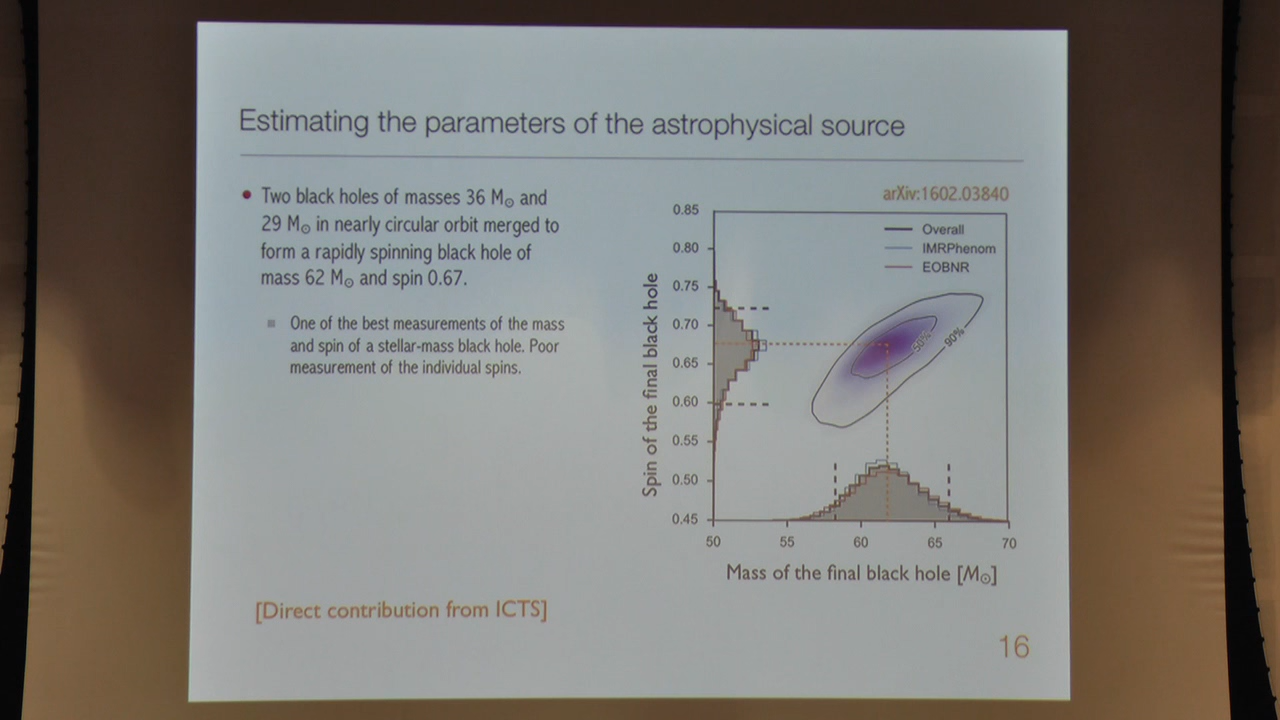 Estimating the parameters of the astrophysical source
• Two black holes of masses 36 M⊙ and
29 M⊙ in nearly circular orbit merged to
form a rapidly spinning black hole of
mass 62 M⊙ and spin 0.67.
One of the best measurements of the mass
and spin of a stellar-mass black hole. Poor
measurement of the individual spins.
[Direct contribution from ICTS]
arXiv:1602.03840
Overall
IMRPhenom
EOBNR
Spin of the final black hole
0.85
0.80
0.75
0.70
0.65
0.60
0.55
0.50
0.45
50%
90%
50 55 60 65 70
Mass of the final black hole [M⊙]
16